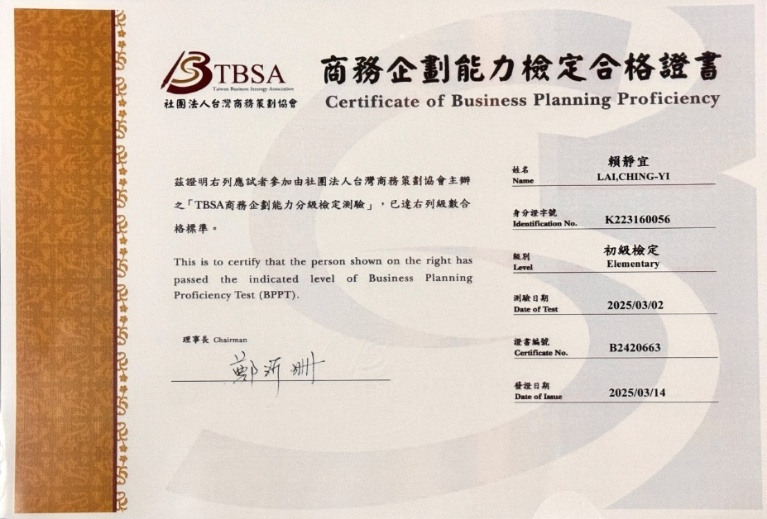 TBSA
Taiwan Business Strategy Association
社團法人台灣商務策劃協會
商務企劃能力檢定合格證書
Certificate of Business Planning Proficiency
茲證明右列應試者參加由社團法人台灣商務策劃協會主辦
之「TBSA商務企劃能力分級檢定測驗」，已達右列級數合
格標準。
This is to certify that the person shown on the right has
passed the indicated level of Business Planning
Proficiency Test (BPPT).
理事長 Chairman
姓名 賴靜宜
Name LAI,CHING-YI
身分證字號
Identification No. K223160056
級別 初級檢定
Level Elementary
測驗日期
Date of Test 2025/03/02
證書編號
Certificate No. B2420663
發證日期
Date of Issue 2025/03/14